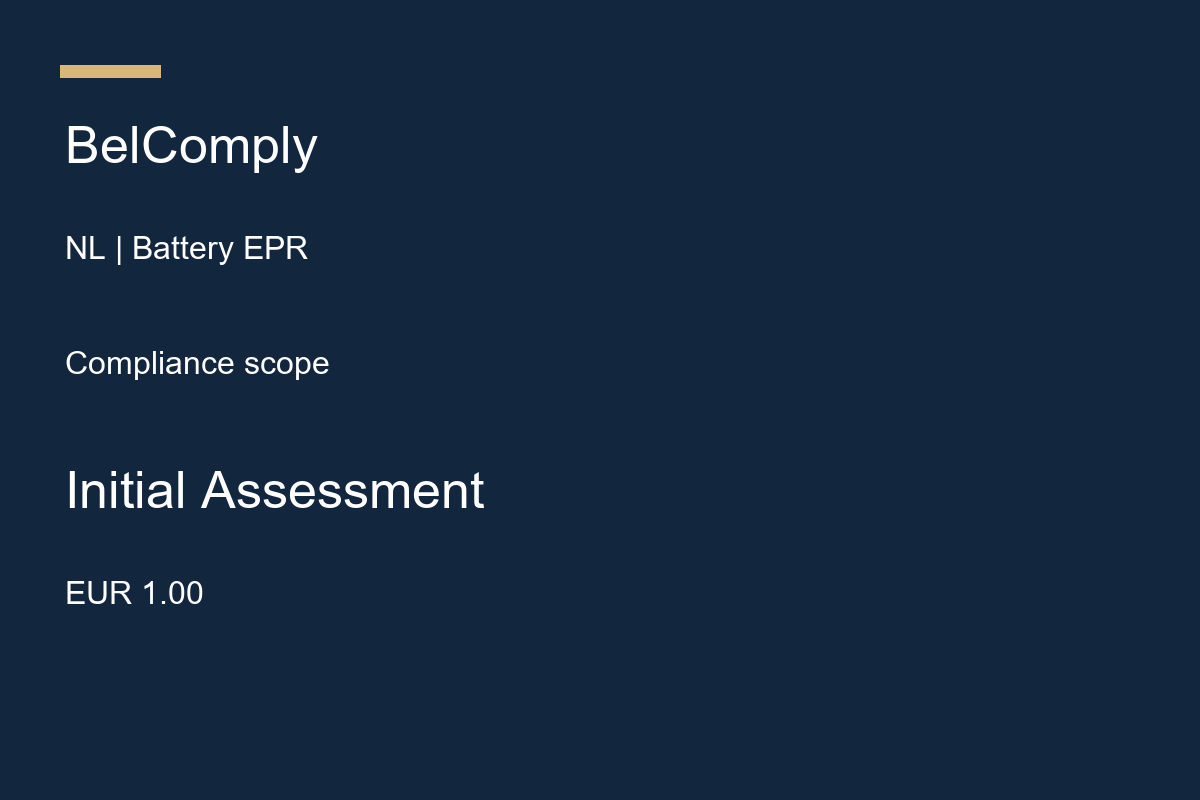 BelComply
NL | Battery EPR
Compliance scope
Initial Assessment
EUR 1.00